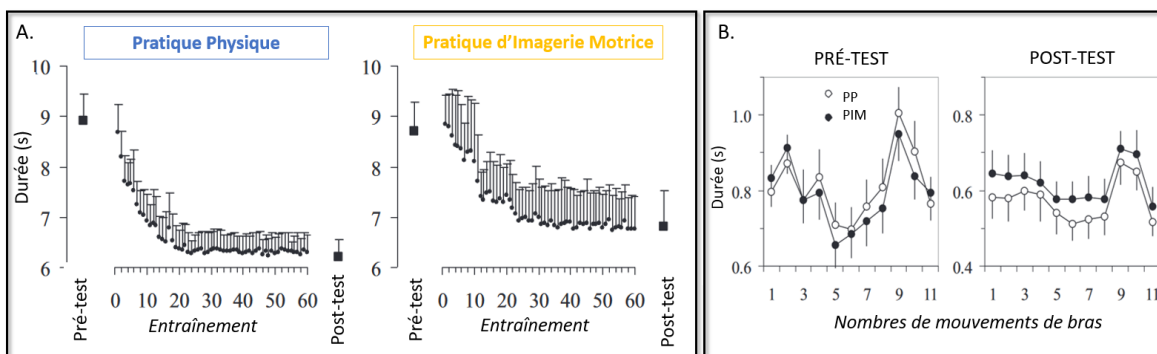 A.
Pratique Physique
Pratique d'Imagerie Motrice
Durée (s)
10
9
8
7
6
Pré-test
0 10 20 30 40 50 60
Entraînement
Post-test
10
9
8
7
6
Pré-test
0 10 20 30 40 50 60
Entraînement
Post-test
B.
PRÉ-TEST
POST-TEST
PP
PIM
Durée (s)
1.0
0.8
0.6
1 3 5 7 9 11
0.8
0.6
0.4
1 3 5 7 9 11
Nombres de mouvements de bras